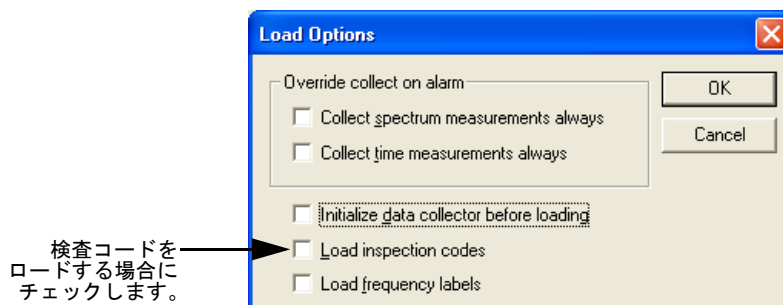 Load Options
Override collect on alarm
OK
Collect spectrum measurements always
Cancel
Collect time measurements always
Initialize data collector before loading
検査コードを
ロードする場合に
チェックします。
Load inspection codes
Load frequency labels